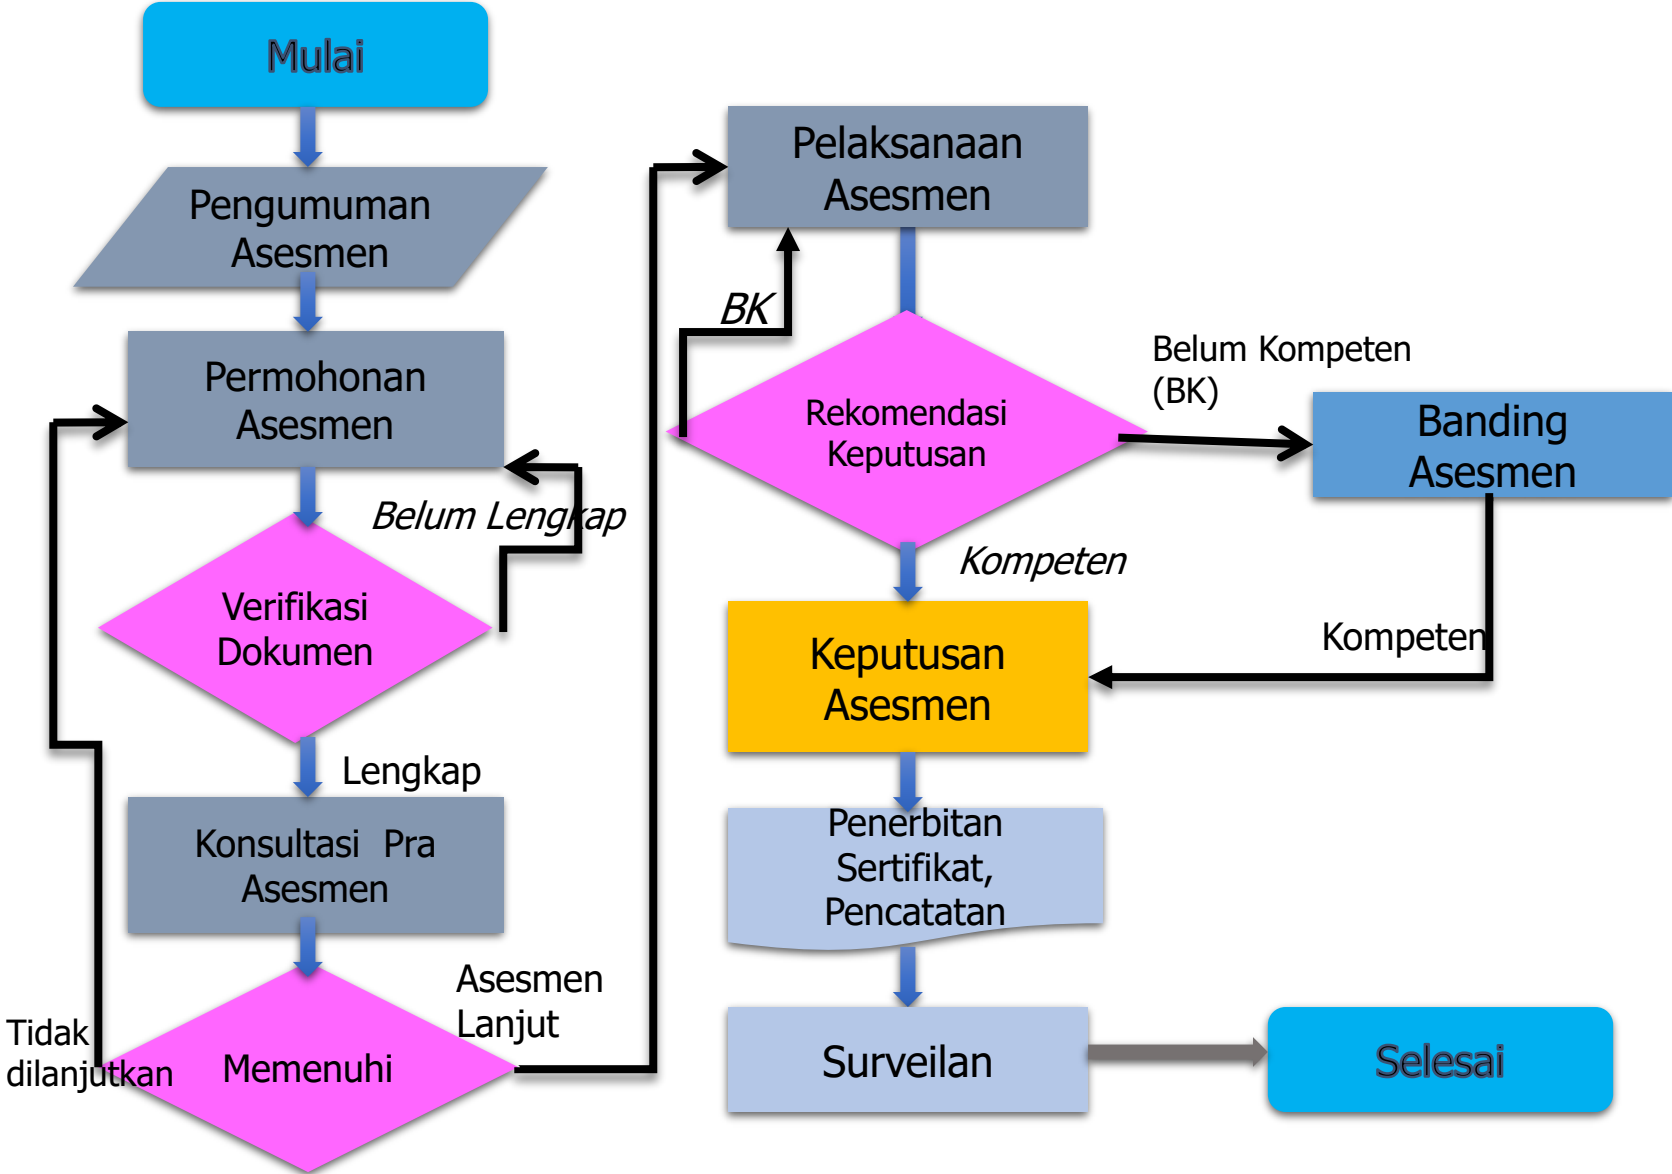 Mulai
Pengumuman
Asesmen
Permohonan
Asesmen
Belum Lengkap
Verifikasi
Dokumen
Lengkap
Konsultasi Pra
Asesmen
Tidak
dilanjutkan
Memenuhi
Asesmen
Lanjut
Pelaksanaan
Asesmen
BK
Rekomendasi
Keputusan
Belum Kompeten
(BK)
Banding
Asesmen
Kompeten
Kompeten
Keputusan
Asesmen
Penerbitan
Sertifikat,
Pencatatan
Surveilan
Selesai